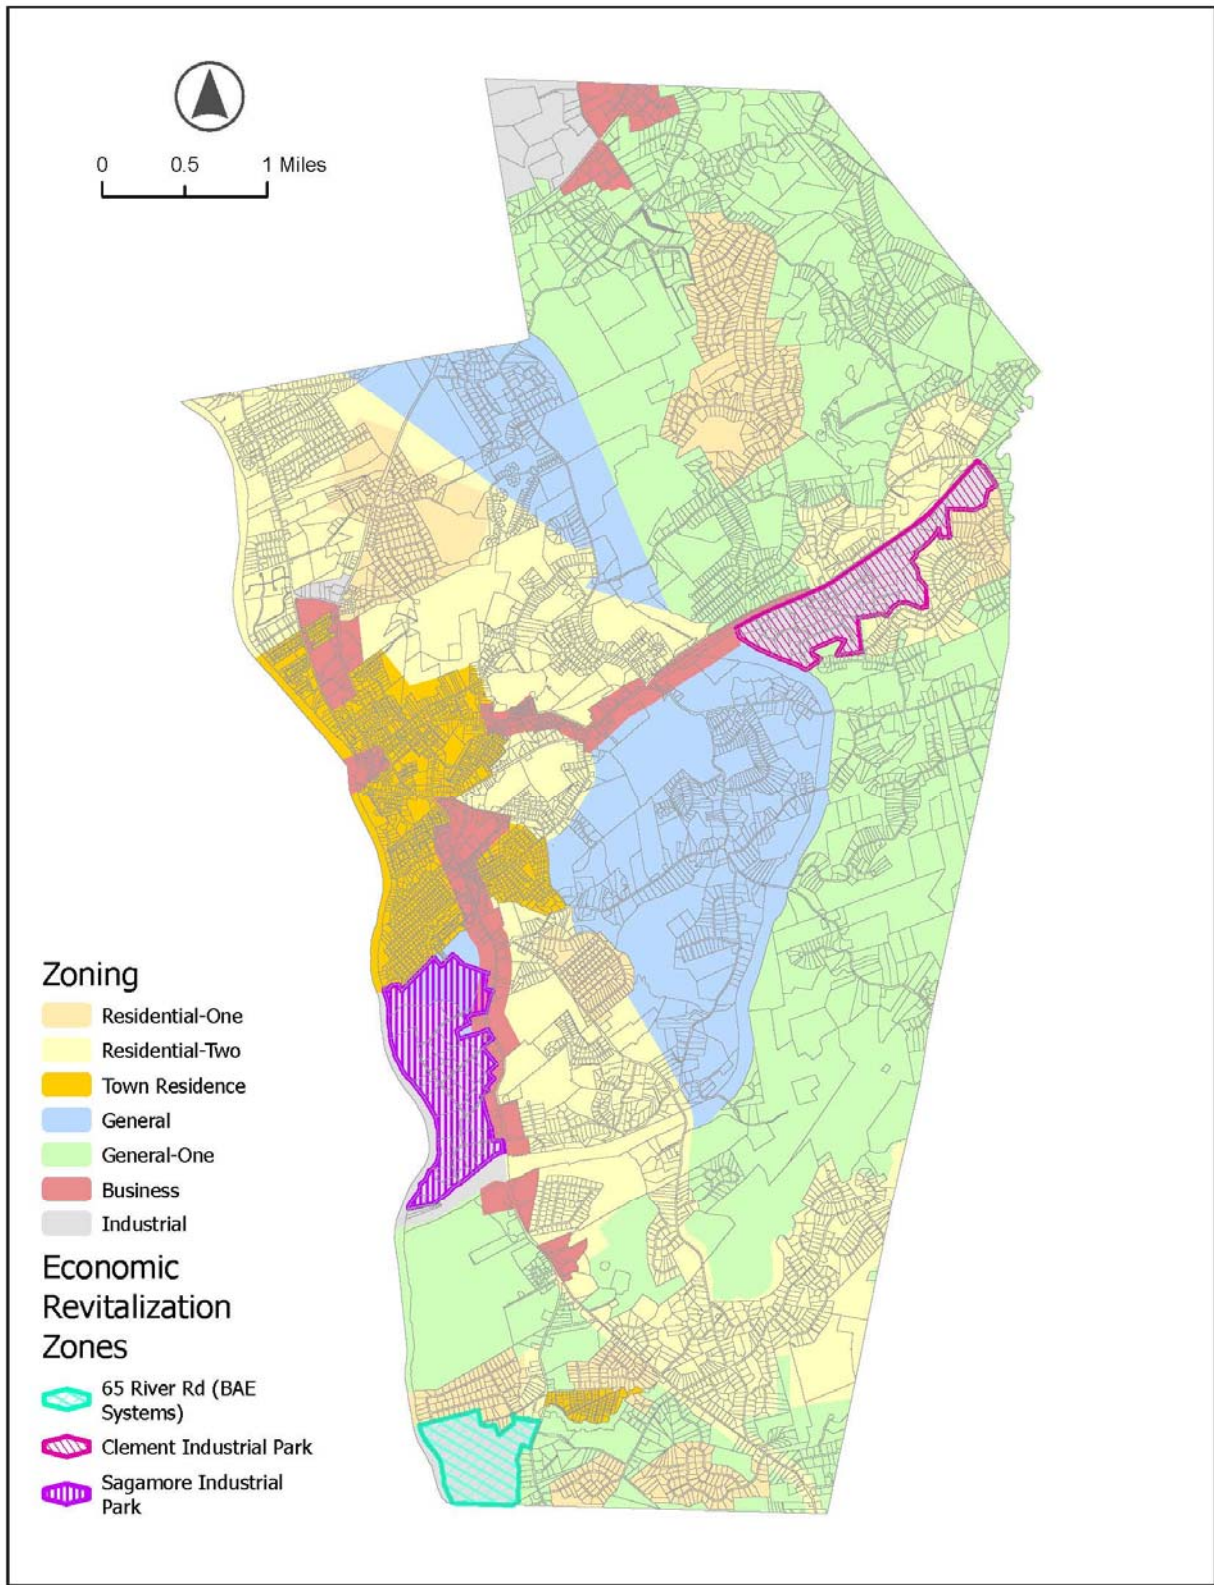 0 0.5 1 Miles
Zoning
Residential-One
Residential-Two
Town Residence
General
General-One
Business
Industrial
Economic
Revitalization
Zones
65 River Rd (BAE
Systems)
Clement Industrial Park
Sagamore Industrial
Park